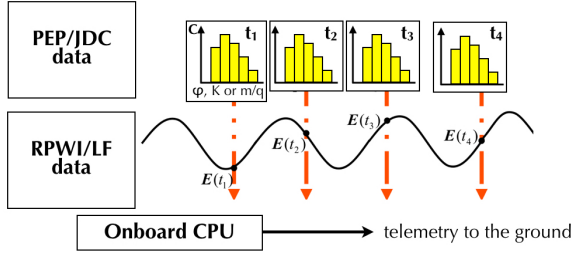 PEP/JDC
data
C
t1
t2
t3
t4
φ, K or m/q
RPWI/LF
data
E(t1)
E(t2)
E(t3)
E(t4)
Onboard CPU
telemetry to the ground